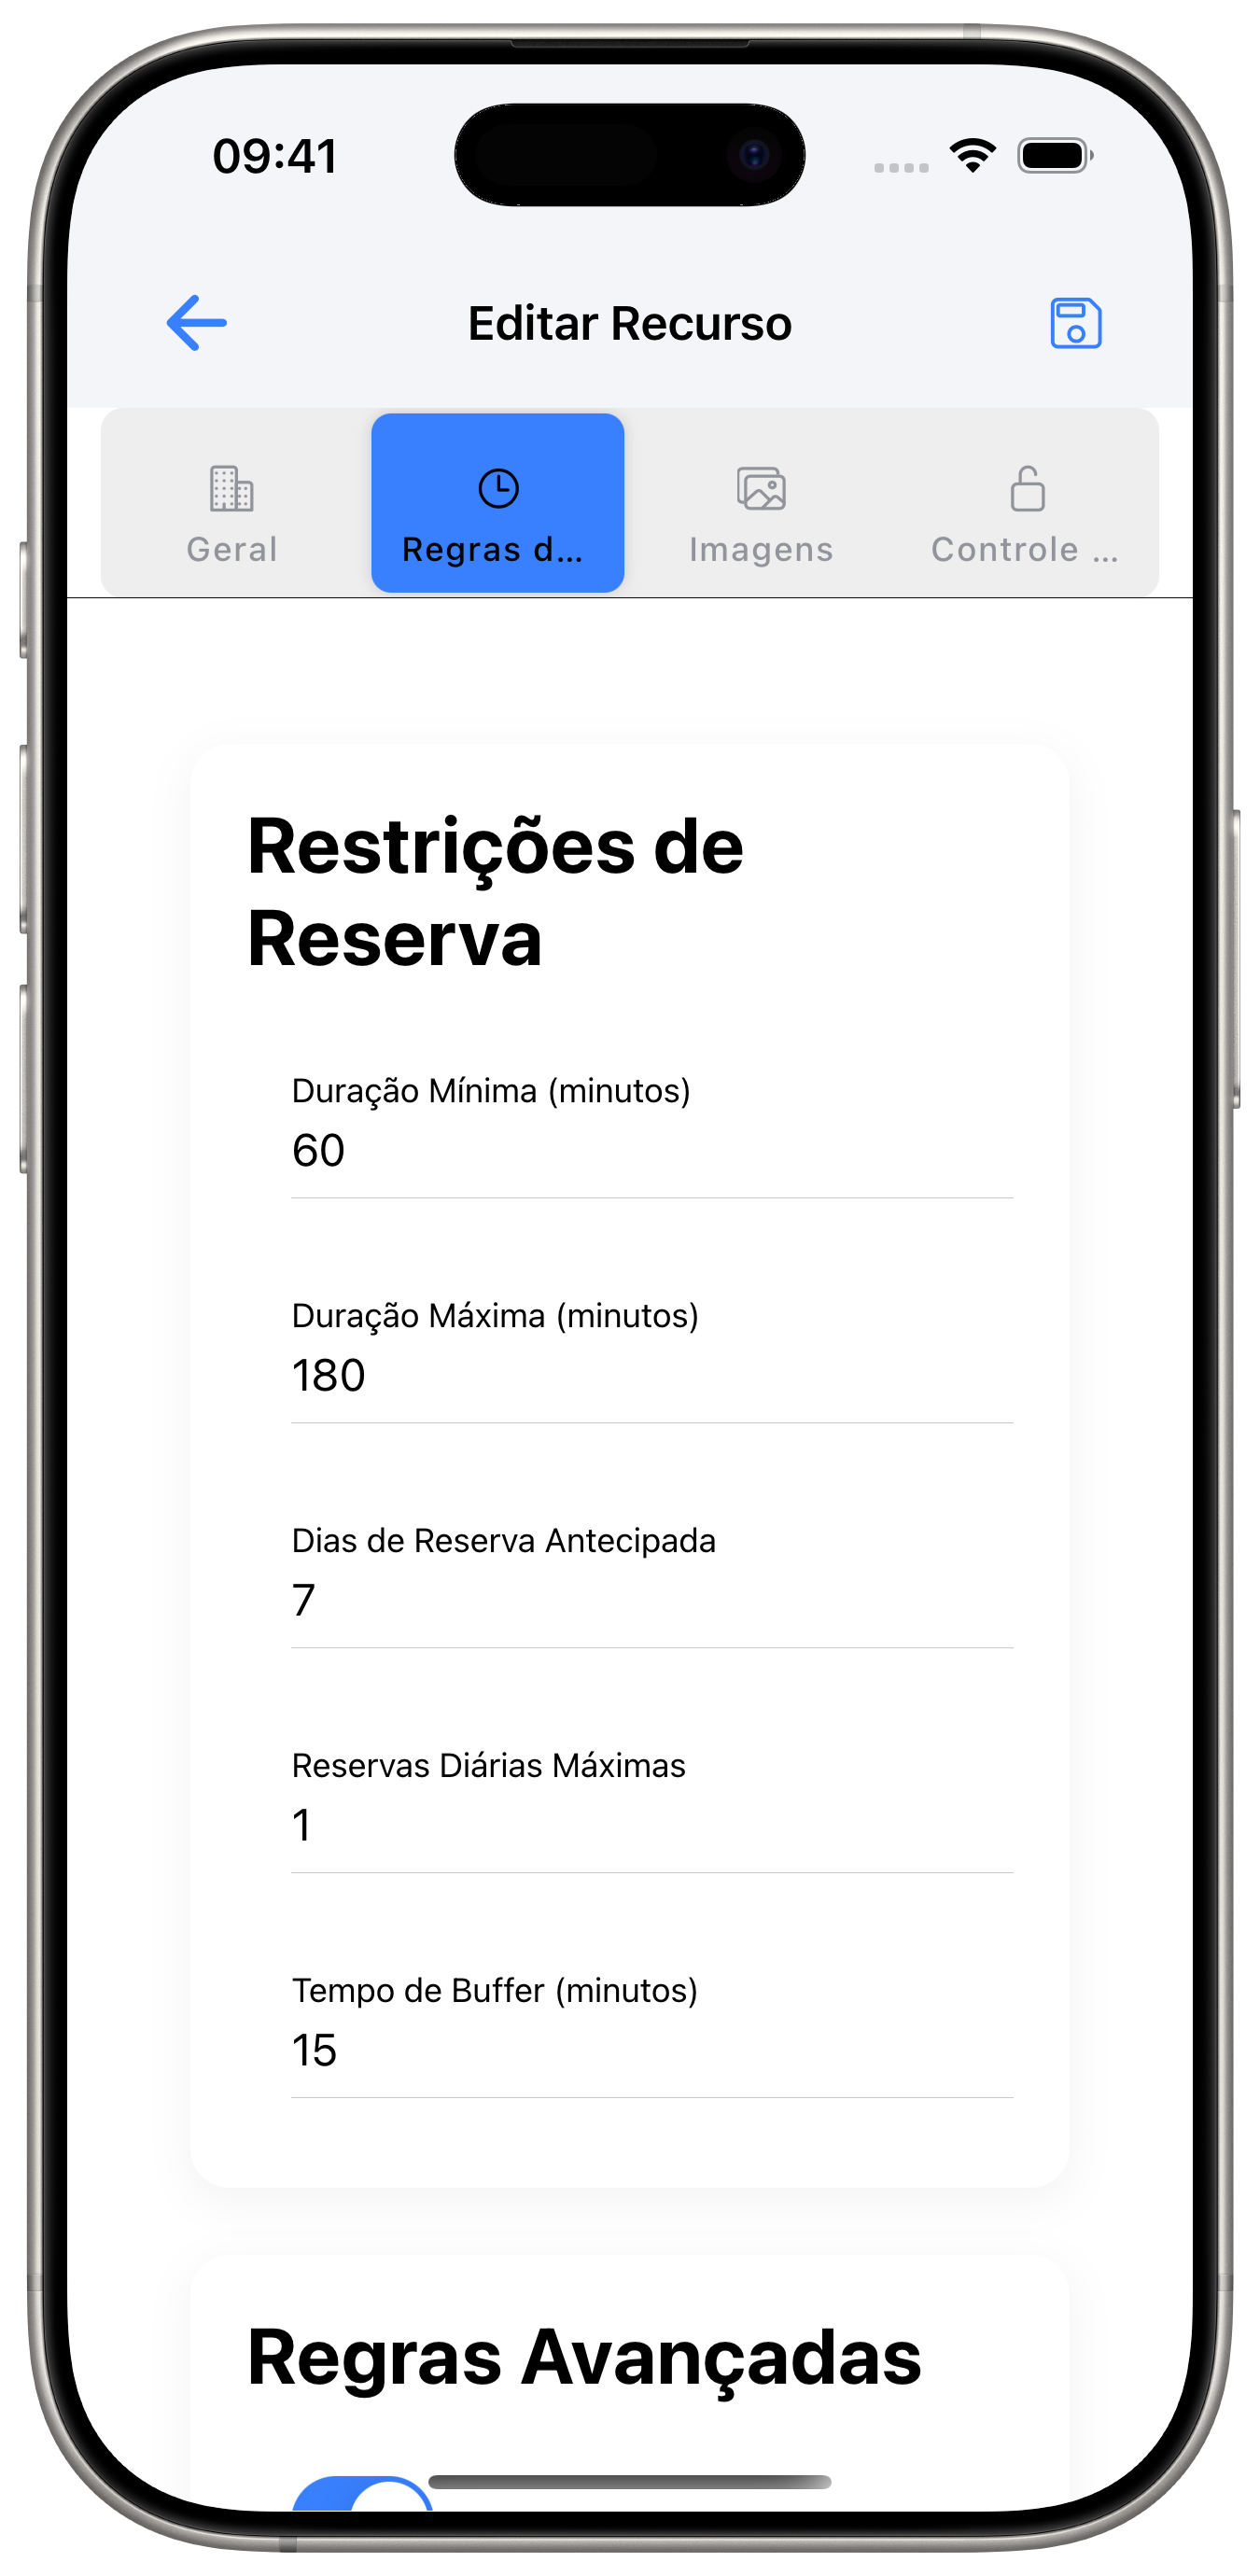 09:41
Editar Recurso
Geral
Regras d...
Imagens
Controle ...
Restrições de
Reserva
Duração Mínima (minutos)
60
Duração Máxima (minutos)
180
Dias de Reserva Antecipada
7
Reservas Diárias Máximas
1
Tempo de Buffer (minutos)
15
Regras Avançadas